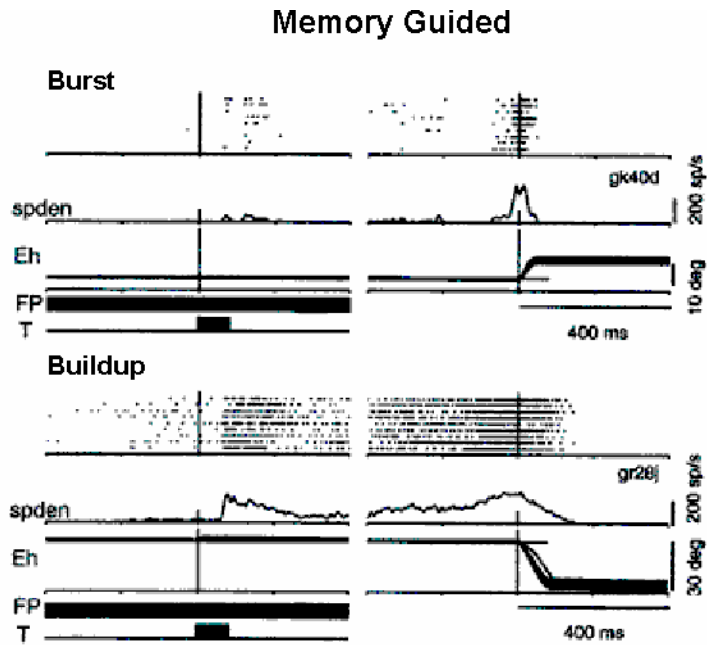 Memory Guided
Burst
gk40d
spden
200 sp/s
Eh
10 deg
FP
T
400 ms
Buildup
gr28j
spden
200 sp/s
Eh
30 deg
FP
T
400 ms